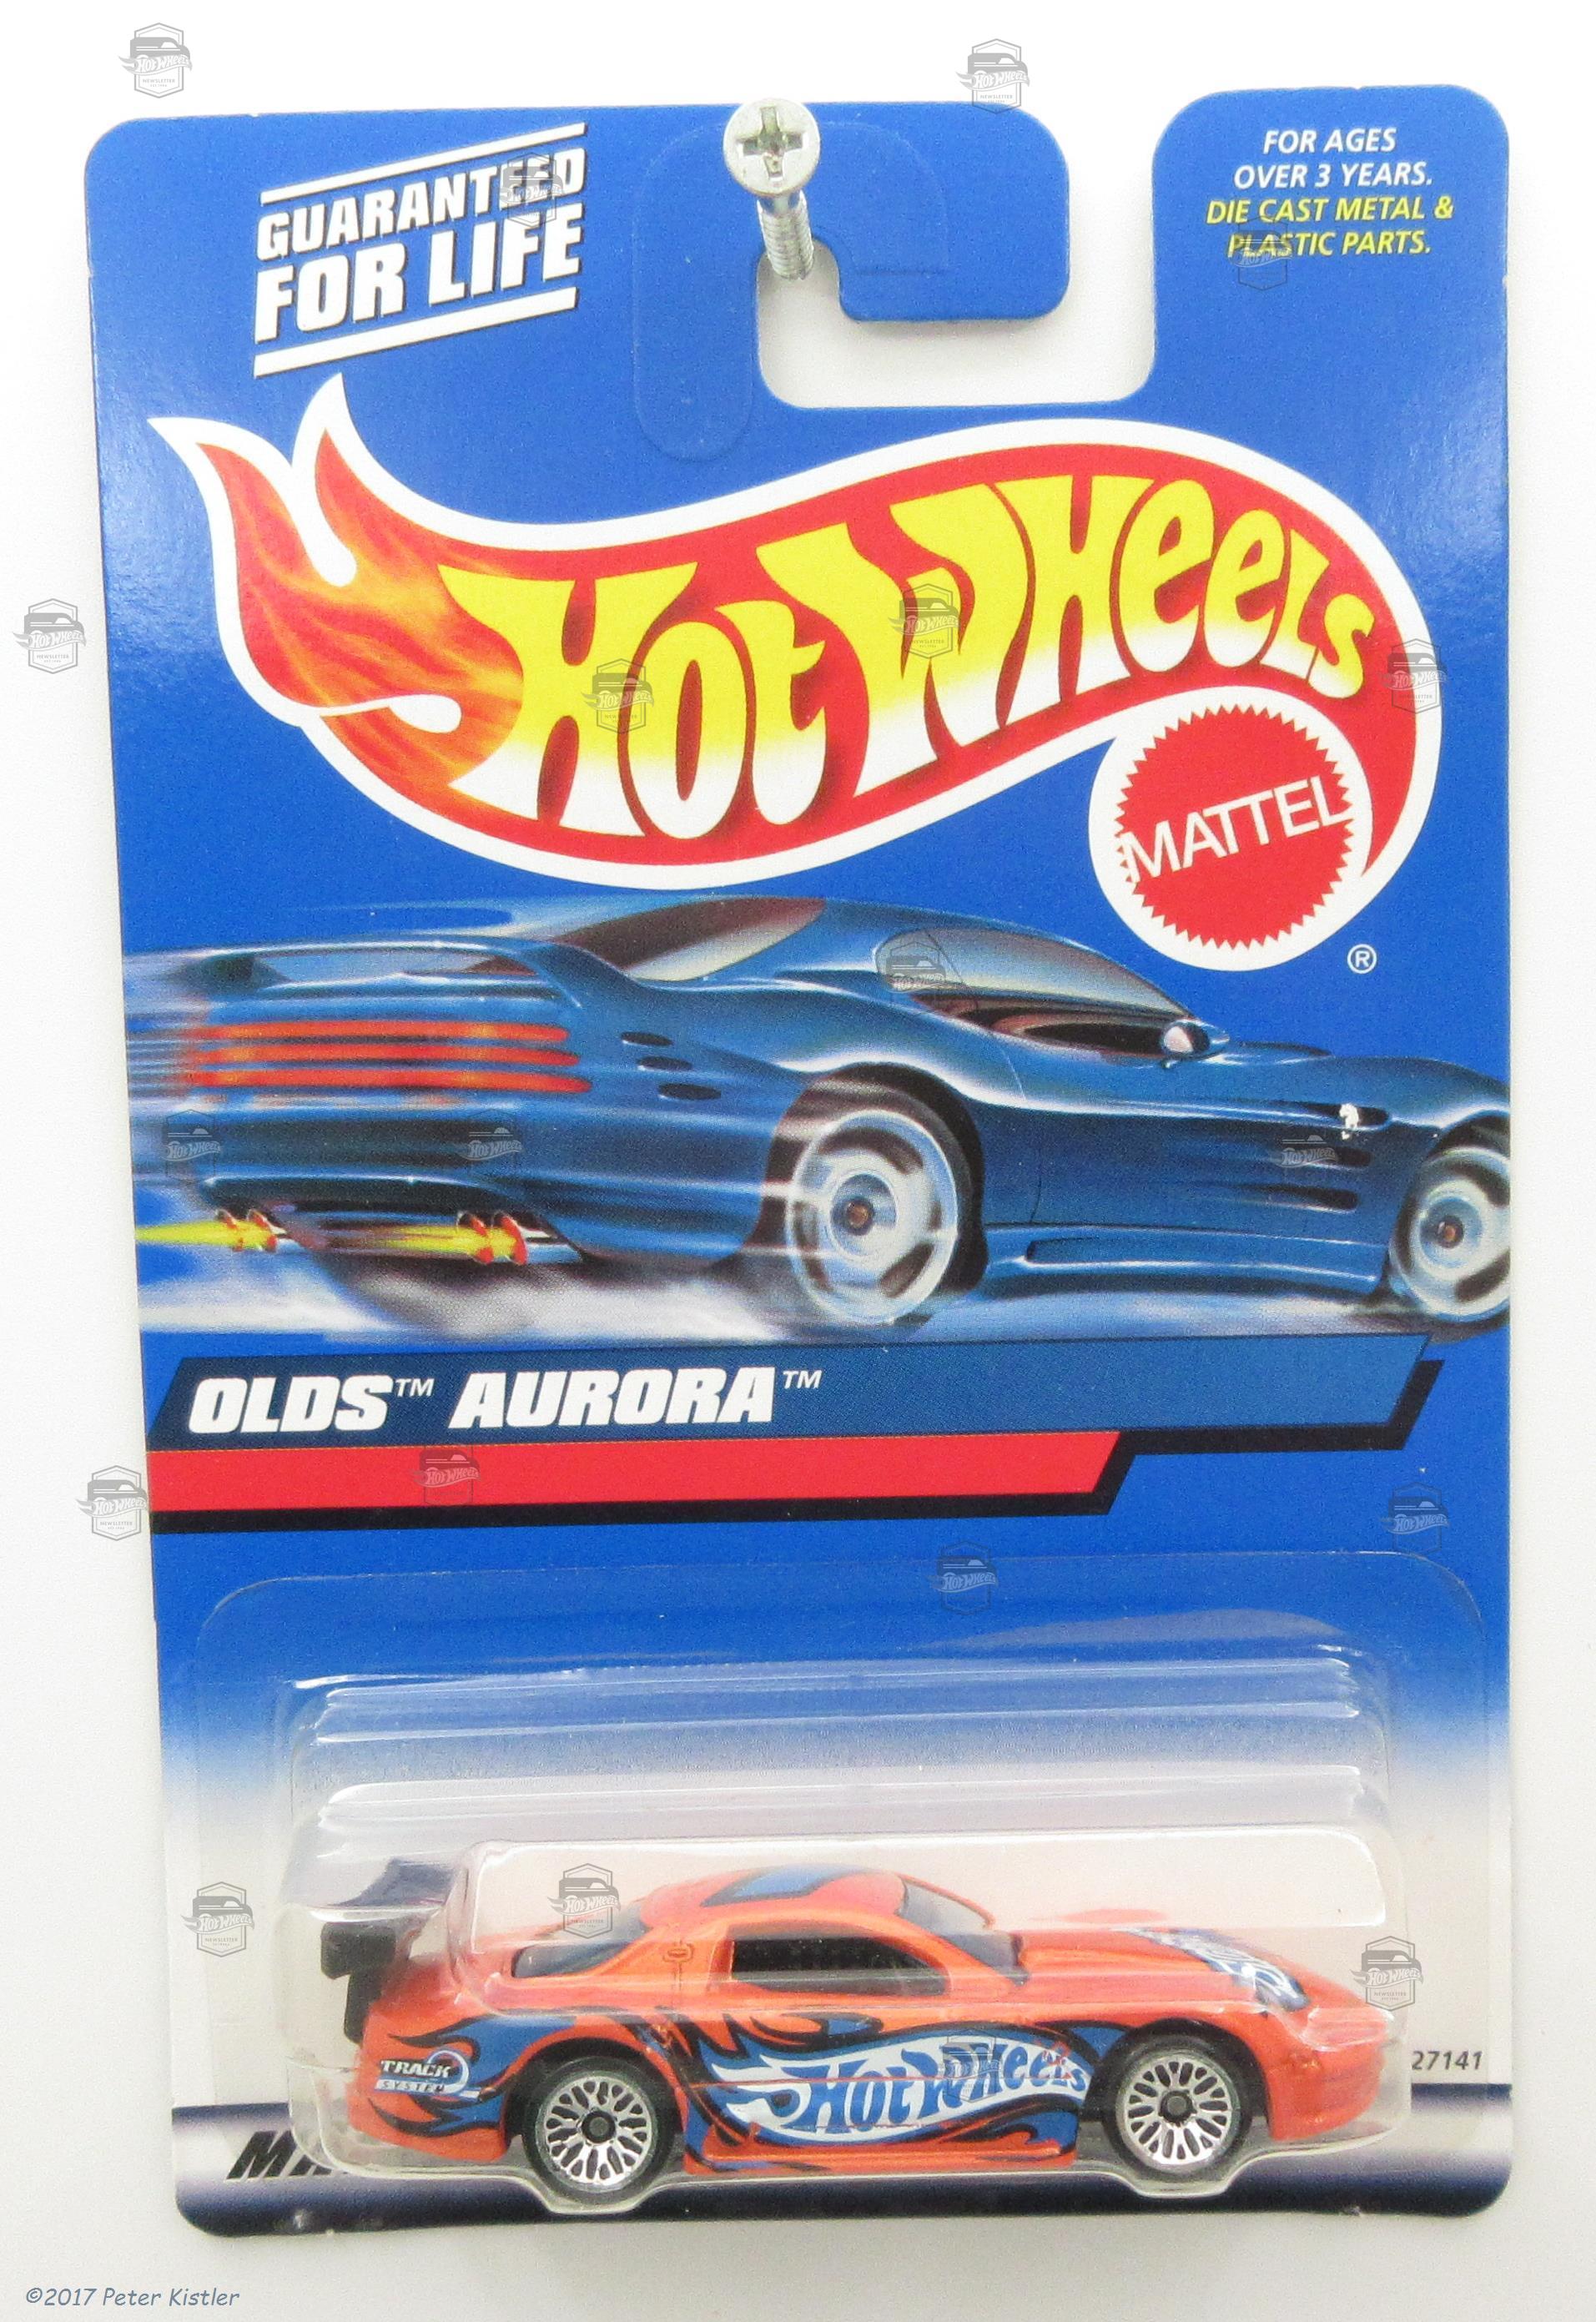 GUARANTEED
FOR LIFE
FOR AGES
OVER 3 YEARS.
DIE CAST METAL &
PLASTIC PARTS.
HOT WHEELS
MATTEL
®
OLDS™ AURORA™
TRACK
SYSTEM
HOT WHEELS
27141
©2017 Peter Kistler